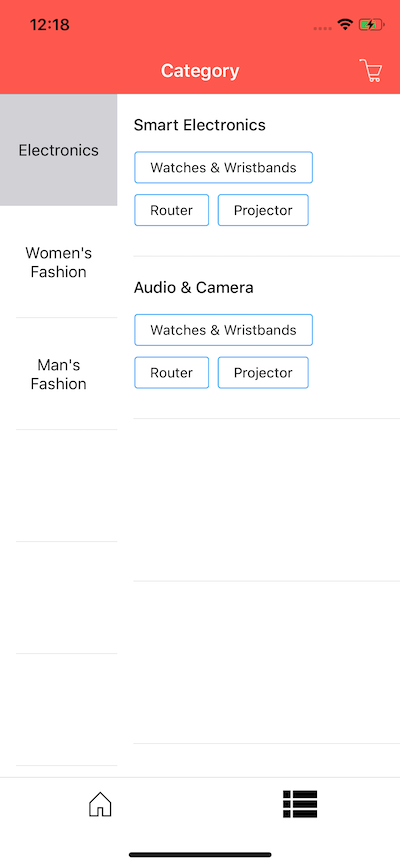 12:18
Category
Electronics
Women's
Fashion
Man's
Fashion
Smart Electronics
Watches & Wristbands
Router Projector
Audio & Camera
Watches & Wristbands
Router Projector